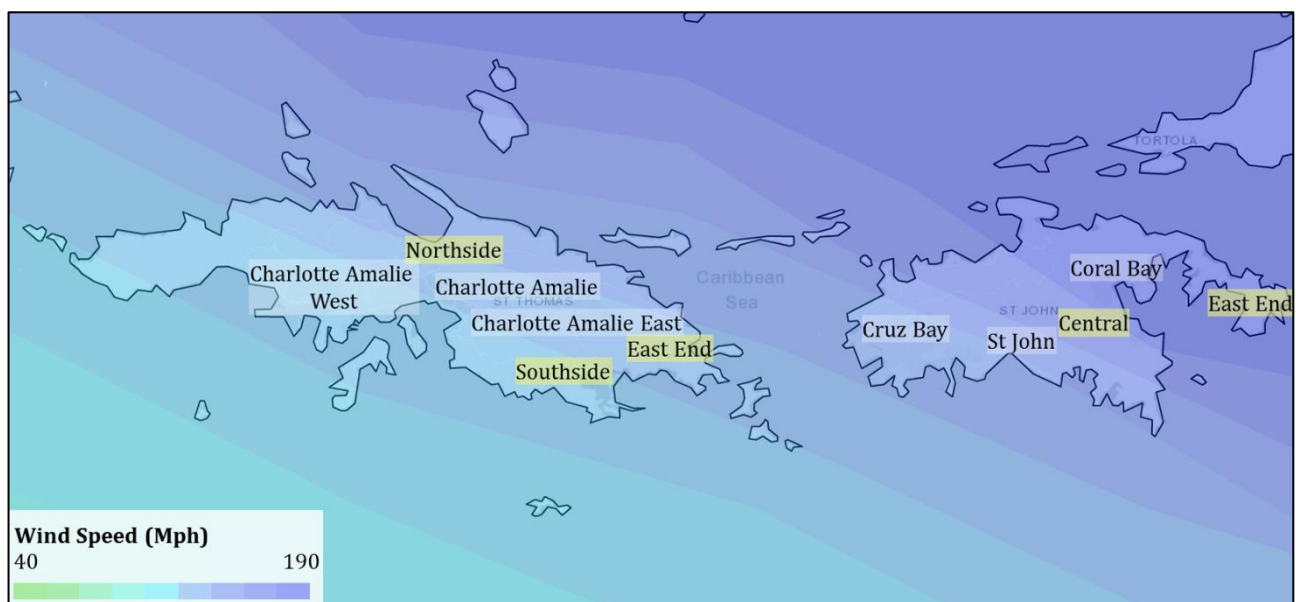 TORTOLA
Northside
Charlotte Amalie
West
Charlotte Amalie
ST THOMAS
Charlotte Amalie East
East End
Southside
Caribbean
Sea
Coral Bay
East End
ST JOHN
Central
Cruz Bay
St John
Wind Speed (Mph)
40 190